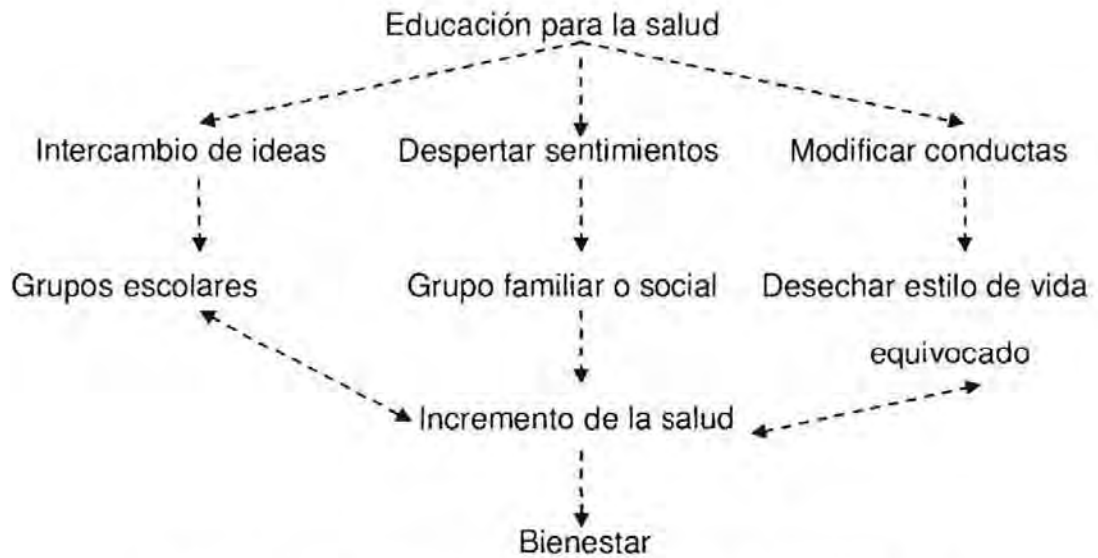 Educación para la salud
Intercambio de ideas
Despertar sentimientos
Modificar conductas
Grupos escolares
Grupo familiar o social
Desechar estilo de vida
equivocado
Incremento de la salud
Bienestar